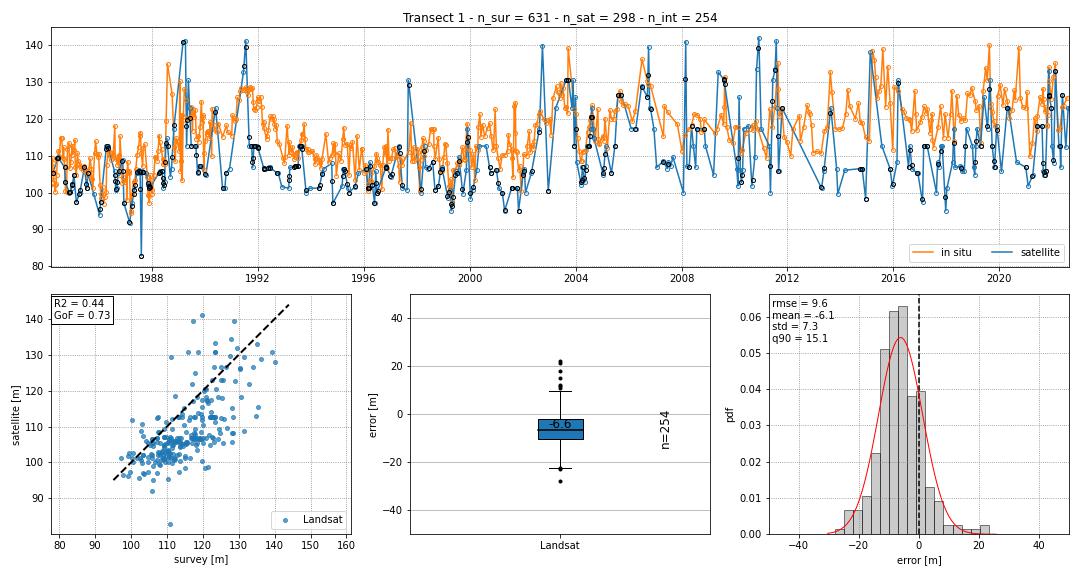 Transect 1 - n_sur = 631 - n_sat = 298 - n_int = 254
140
130
120
110
100
90
80
1988 1992 1996 2000 2004 2008 2012 2016 2020
in situ satellite
R2 = 0.44
GoF = 0.73
satellite [m]
140
130
120
110
100
90
80 90 100 110 120 130 140 150 160
survey [m]
Landsat
error [m]
40
20
0
−20
−40
-6.6
n=254
Landsat
rmse = 9.6
mean = -6.1
std = 7.3
q90 = 15.1
pdf
0.06
0.05
0.04
0.03
0.02
0.01
0.00
−40 −20 0 20 40
error [m]